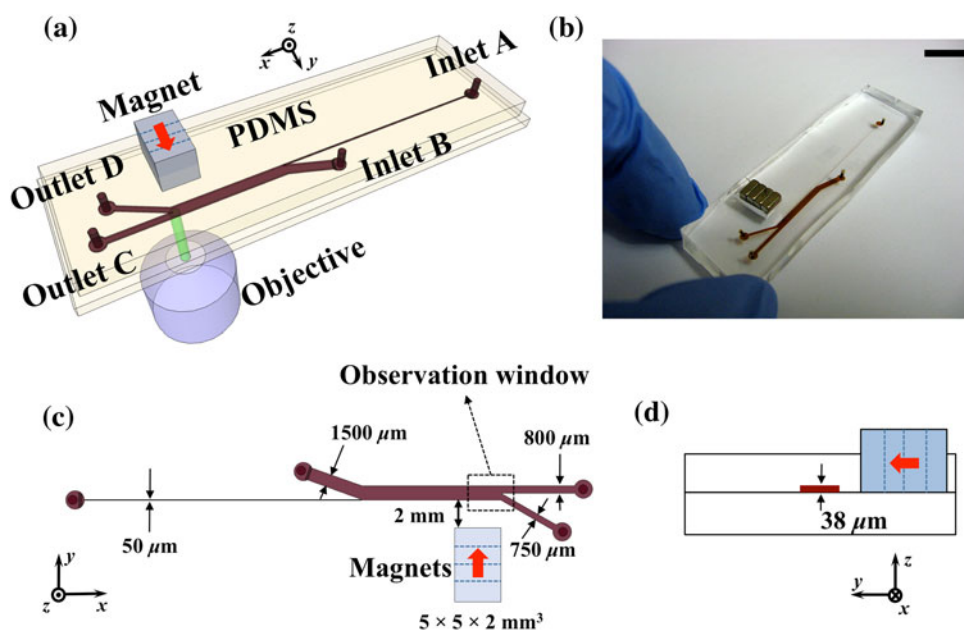 (a)
z
x
y
Inlet A
Magnet
PDMS
Inlet B
Outlet D
Outlet C
Objective
(b)
(c)
Observation window
1500 μm
800 μm
2 mm
50 μm
750 μm
Magnets
y
z
x
5 × 5 × 2 mm³
(d)
38 μm
z
y
x